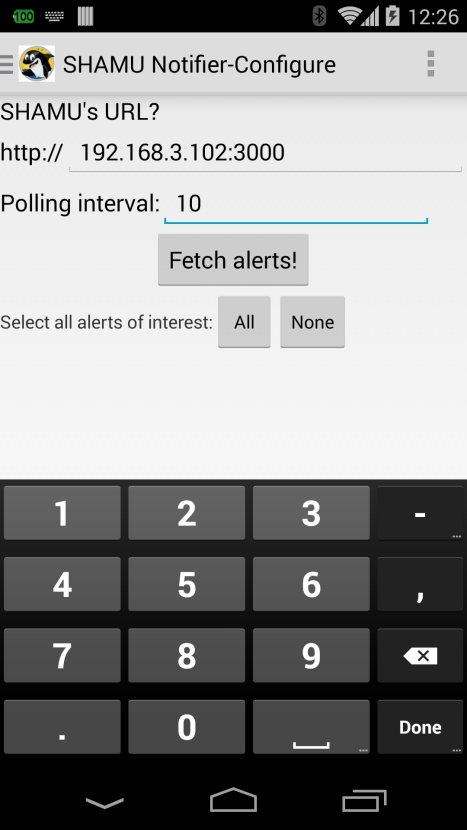 100 12:26
SHAMU Notifier-Configure
SHAMU's URL?
http:// 192.168.3.102:3000
Polling interval: 10
Fetch alerts!
Select all alerts of interest: All None
1 2 3 -
4 5 6 ,
7 8 9
. 0 Done